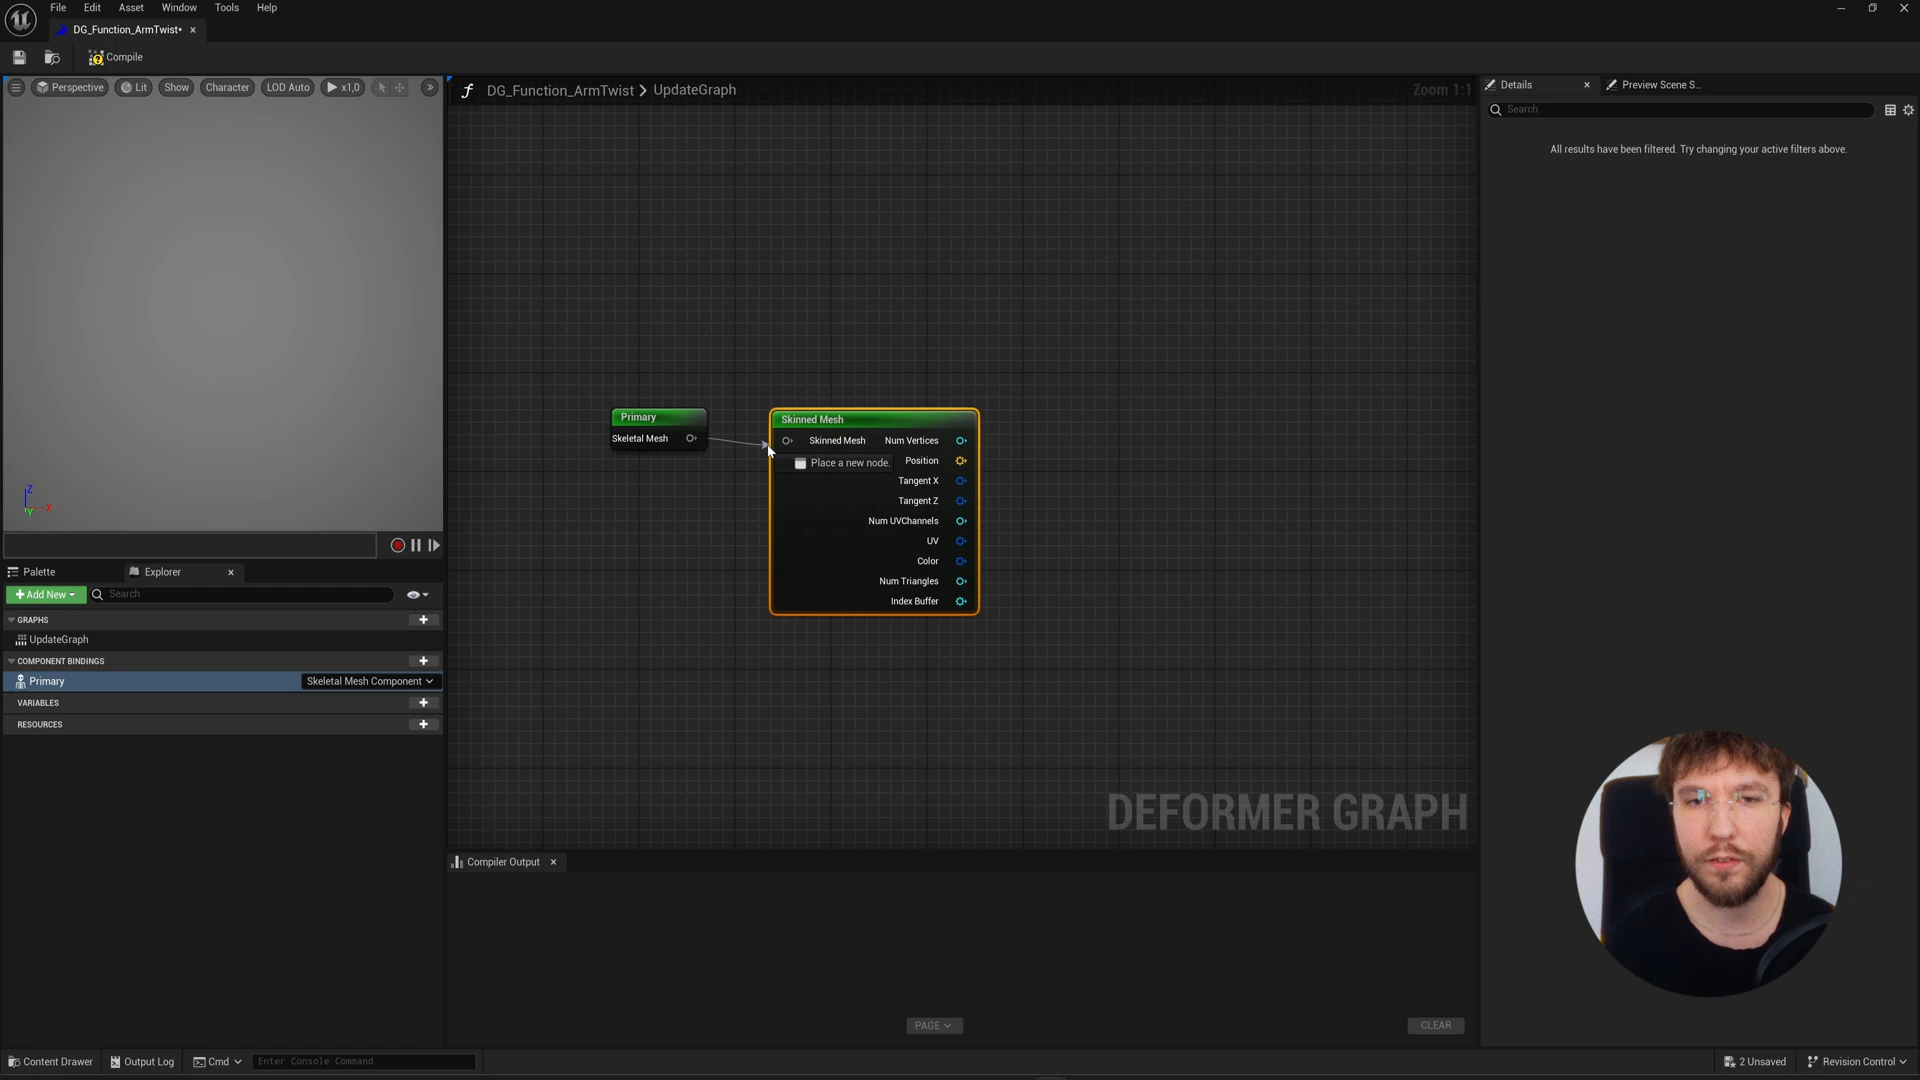 File Edit Asset Window Tools Help
DG_Function_ArmTwist•
Compile
Perspective Lit Show Character LOD Auto x1,0
DG_Function_ArmTwist > UpdateGraph
Zoom 1:1
Details
Preview Scene S...
Search
All results have been filtered. Try changing your active filters above.
Primary
Skeletal Mesh
Skinned Mesh
Skinned Mesh Num Vertices
Place a new node.
Position
Tangent X
Tangent Z
Num UVChannels
UV
Color
Num Triangles
Index Buffer
Z
X
Y
Palette
Explorer
Add New
Search
GRAPHS
UpdateGraph
COMPONENT BINDINGS
Primary
Skeletal Mesh Component
VARIABLES
RESOURCES
DEFORMER GRAPH
Compiler Output
PAGE
CLEAR
Content Drawer
Output Log
Cmd
Enter Console Command
2 Unsaved
Revision Control